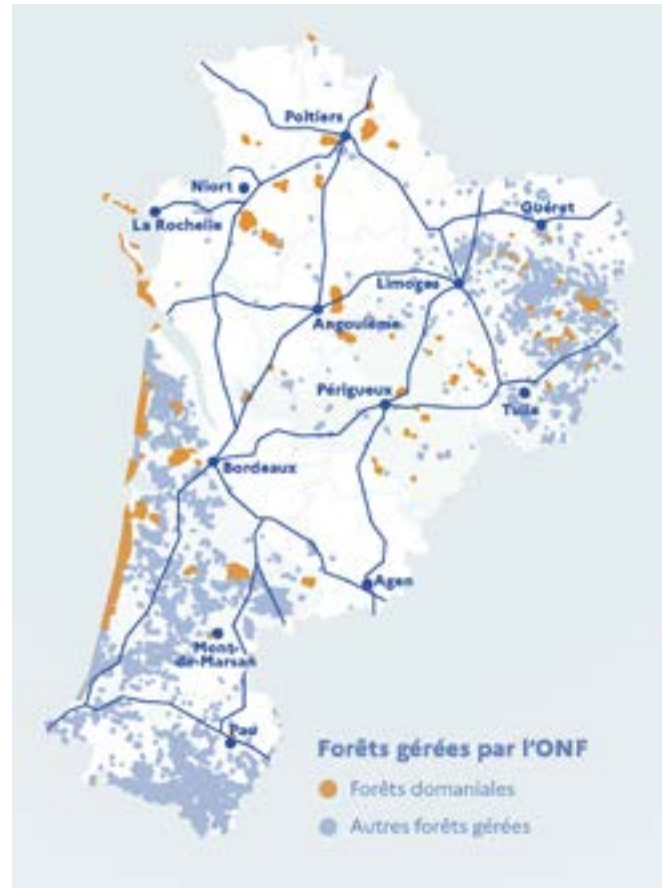 Poitiers
Niort
La Rochelle
Guéret
Limoges
Angoulême
Périgueux
Tulle
Bordeaux
Agen
Mont-
de-Marsan
Pau
Forêts gérées par l'ONF
Forêts domaniales
Autres forêts gérées